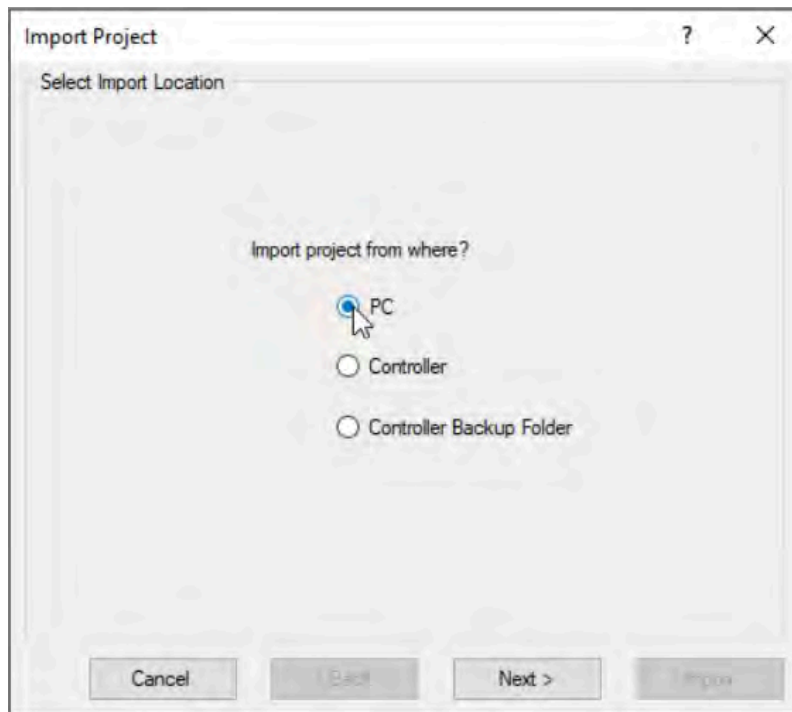 Import Project ?
Select Import Location
Import project from where?
PC
Controller
Controller Backup Folder
Cancel
Next >